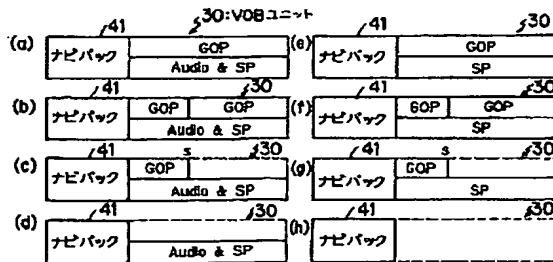 30:VOBユニット
41 41 30
(a) ナビパック GOP (e) ナビパック GOP
Audio & SP SP
41 30 41 30
(b) ナビパック GOP GOP (f) ナビパック GOP GOP
Audio & SP SP
41 s 30 41 s 30
(c) ナビパック GOP (g) ナビパック GOP
Audio & SP SP
41 30 41 30
(d) ナビパック Audio & SP (h) ナビパック